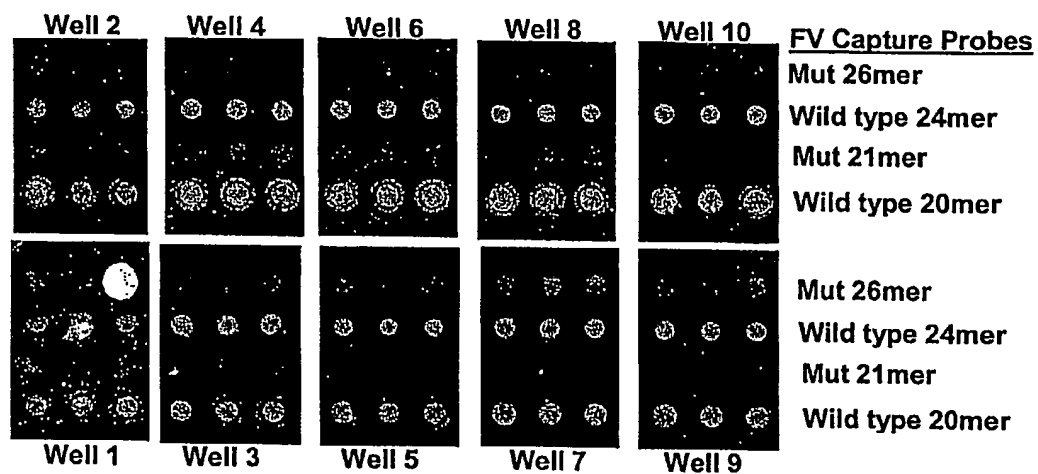 Well 2 Well 4 Well 6 Well 8 Well 10
FV Capture Probes
Mut 26mer
Wild type 24mer
Mut 21mer
Wild type 20mer
Mut 26mer
Wild type 24mer
Mut 21mer
Wild type 20mer
Well 1 Well 3 Well 5 Well 7 Well 9